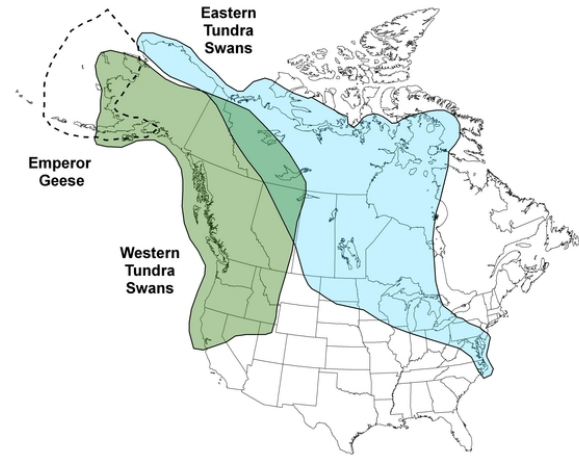 Eastern
Tundra
Swans
Emperor
Geese
Western
Tundra
Swans